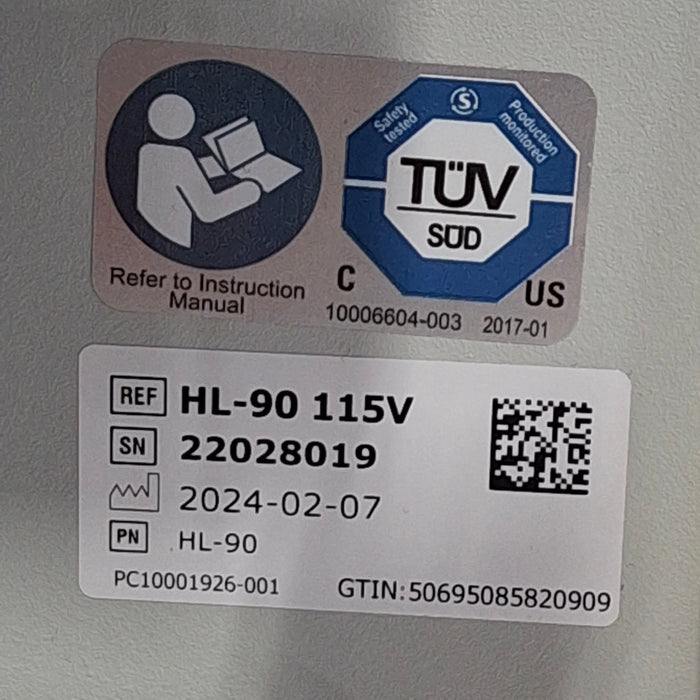 Safety tested
S
Production monitored
TÜV
SÜD
C US
Refer to Instruction
Manual
10006604-003 2017-01
REF HL-90 115V
SN 22028019
2024-02-07
PN HL-90
PC10001926-001 GTIN:50695085820909